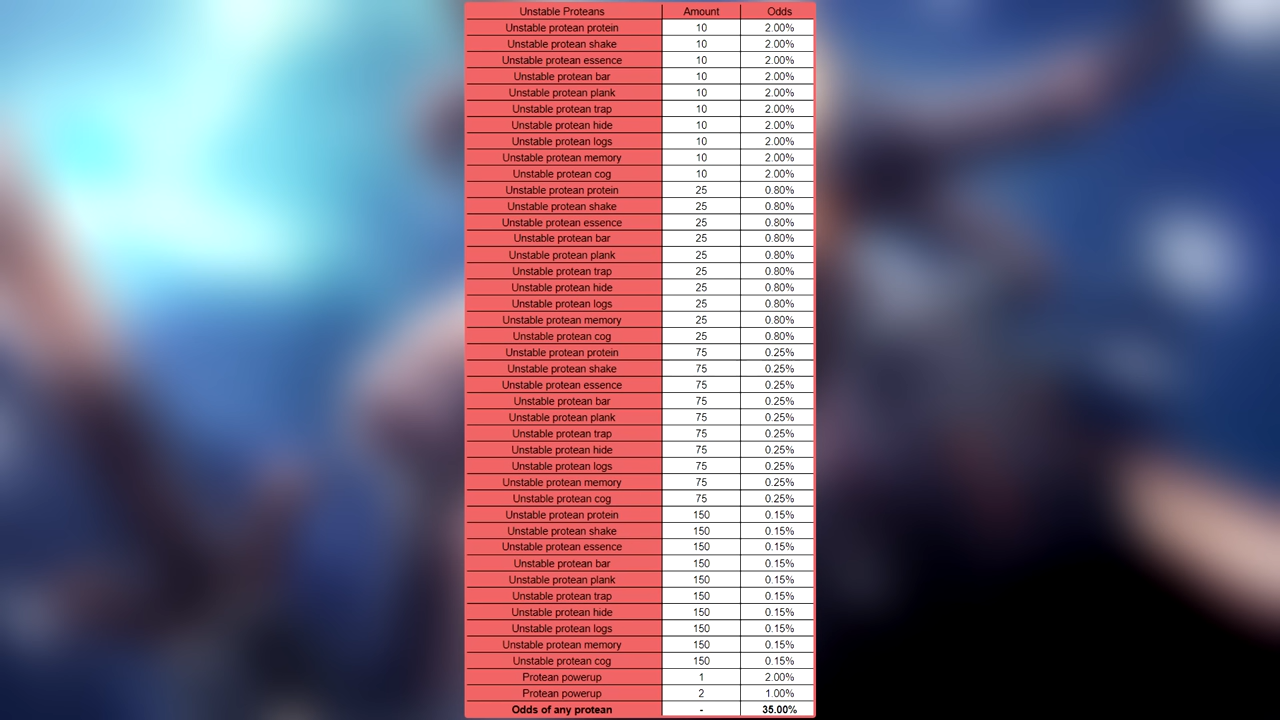 Unstable Proteans Amount Odds
Unstable protean protein 10 2.00%
Unstable protean shake 10 2.00%
Unstable protean essence 10 2.00%
Unstable protean bar 10 2.00%
Unstable protean plank 10 2.00%
Unstable protean trap 10 2.00%
Unstable protean hide 10 2.00%
Unstable protean logs 10 2.00%
Unstable protean memory 10 2.00%
Unstable protean cog 10 2.00%
Unstable protean protein 25 0.80%
Unstable protean shake 25 0.80%
Unstable protean essence 25 0.80%
Unstable protean bar 25 0.80%
Unstable protean plank 25 0.80%
Unstable protean trap 25 0.80%
Unstable protean hide 25 0.80%
Unstable protean logs 25 0.80%
Unstable protean memory 25 0.80%
Unstable protean cog 25 0.80%
Unstable protean protein 75 0.25%
Unstable protean shake 75 0.25%
Unstable protean essence 75 0.25%
Unstable protean bar 75 0.25%
Unstable protean plank 75 0.25%
Unstable protean trap 75 0.25%
Unstable protean hide 75 0.25%
Unstable protean logs 75 0.25%
Unstable protean memory 75 0.25%
Unstable protean cog 75 0.25%
Unstable protean protein 150 0.15%
Unstable protean shake 150 0.15%
Unstable protean essence 150 0.15%
Unstable protean bar 150 0.15%
Unstable protean plank 150 0.15%
Unstable protean trap 150 0.15%
Unstable protean hide 150 0.15%
Unstable protean logs 150 0.15%
Unstable protean memory 150 0.15%
Unstable protean cog 150 0.15%
Protean powerup 1 2.00%
Protean powerup 2 1.00%
Odds of any protean - 35.00%